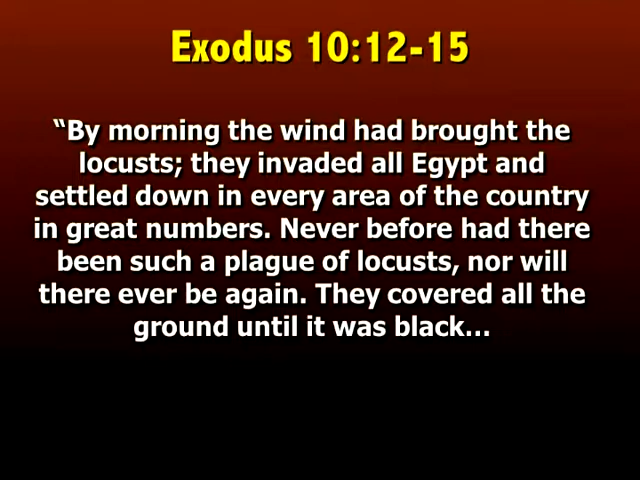 Exodus 10:12-15
“By morning the wind had brought the
locusts; they invaded all Egypt and
settled down in every area of the country
in great numbers. Never before had there
been such a plague of locusts, nor will
there ever be again. They covered all the
ground until it was black…